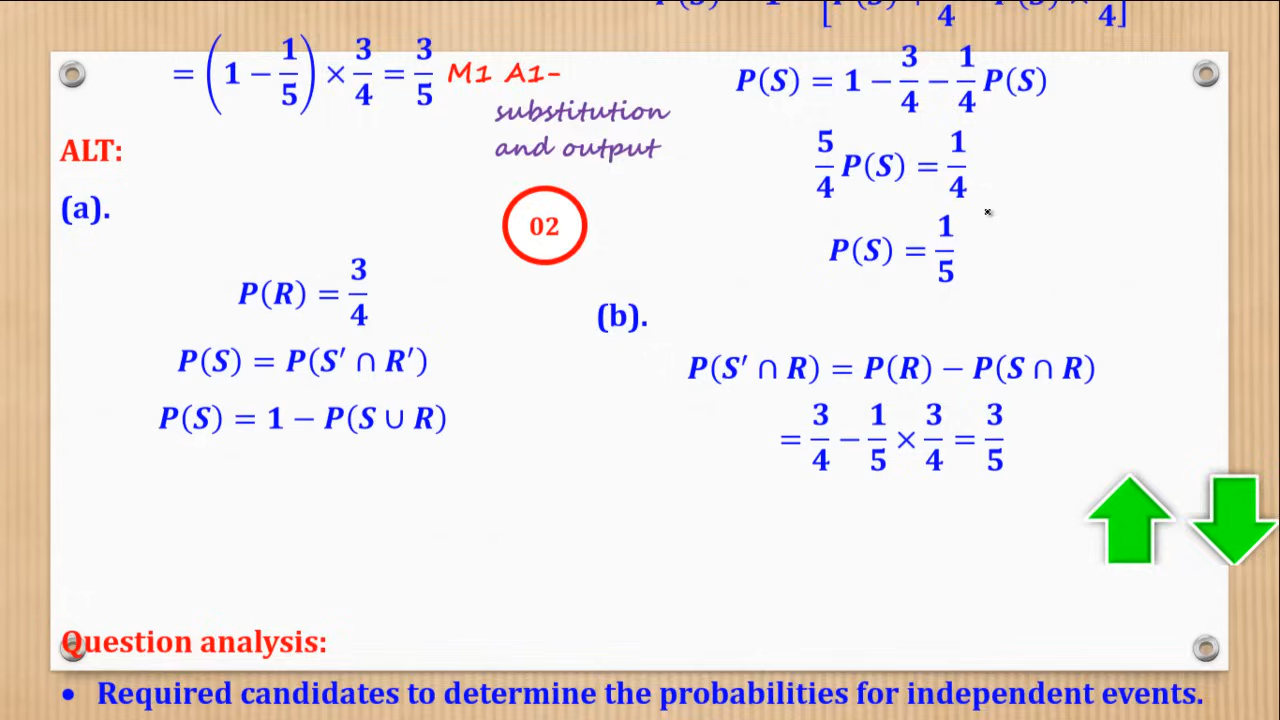 = (1 − 1/5) × 3/4 = 3/5 M1 A1-
substitution
and output
ALT:
(a).
02
P(R) = 3/4
P(S) = P(S′ ∩ R′)
P(S) = 1 − P(S ∪ R)
P(S) = 1 − 3/4 − 1/4 P(S)
5/4 P(S) = 1/4
P(S) = 1/5
(b).
P(S′ ∩ R) = P(R) − P(S ∩ R)
= 3/4 − 1/5 × 3/4 = 3/5
Question analysis:
• Required candidates to determine the probabilities for independent events.